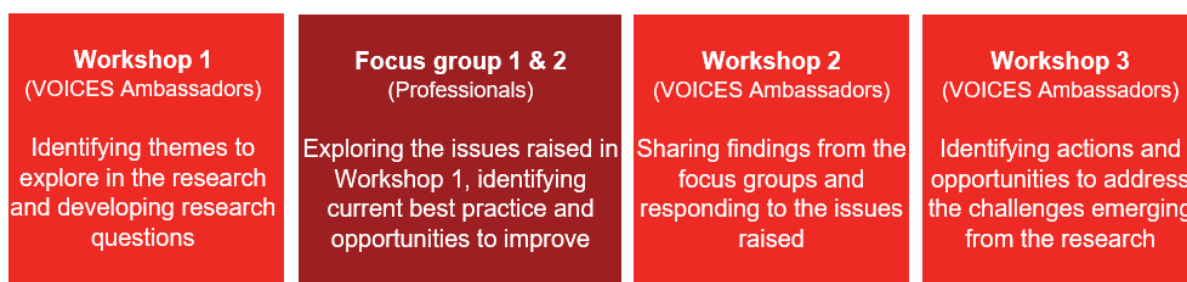 Workshop 1
(VOICES Ambassadors)
Identifying themes to
explore in the research
and developing research
questions
Focus group 1 & 2
(Professionals)
Exploring the issues raised in
Workshop 1, identifying
current best practice and
opportunities to improve
Workshop 2
(VOICES Ambassadors)
Sharing findings from the
focus groups and
responding to the issues
raised
Workshop 3
(VOICES Ambassadors)
Identifying actions and
opportunities to address
the challenges emerging
from the research